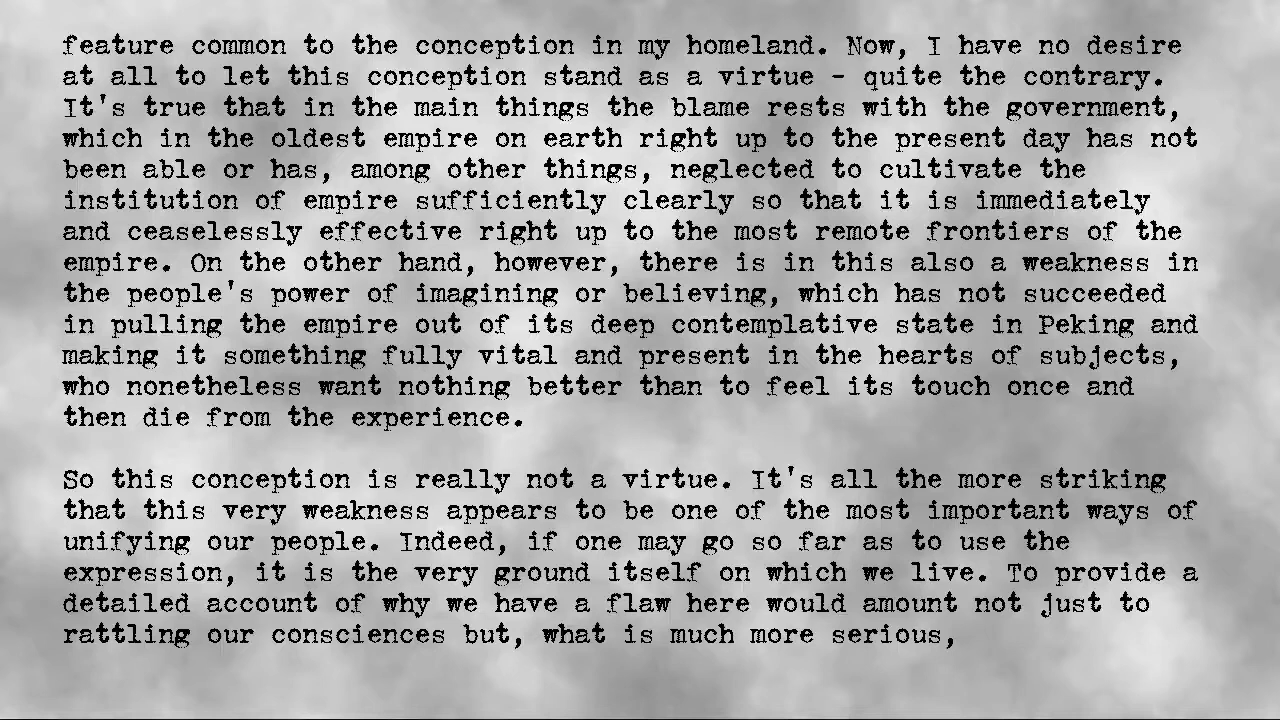 feature common to the conception in my homeland. Now, I have no desire
at all to let this conception stand as a virtue - quite the contrary.
It's true that in the main things the blame rests with the government,
which in the oldest empire on earth right up to the present day has not
been able or has, among other things, neglected to cultivate the
institution of empire sufficiently clearly so that it is immediately
and ceaselessly effective right up to the most remote frontiers of the
empire. On the other hand, however, there is in this also a weakness in
the people's power of imagining or believing, which has not succeeded
in pulling the empire out of its deep contemplative state in Peking and
making it something fully vital and present in the hearts of subjects,
who nonetheless want nothing better than to feel its touch once and
then die from the experience.

So this conception is really not a virtue. It's all the more striking
that this very weakness appears to be one of the most important ways of
unifying our people. Indeed, if one may go so far as to use the
expression, it is the very ground itself on which we live. To provide a
detailed account of why we have a flaw here would amount not just to
rattling our consciences but, what is much more serious,